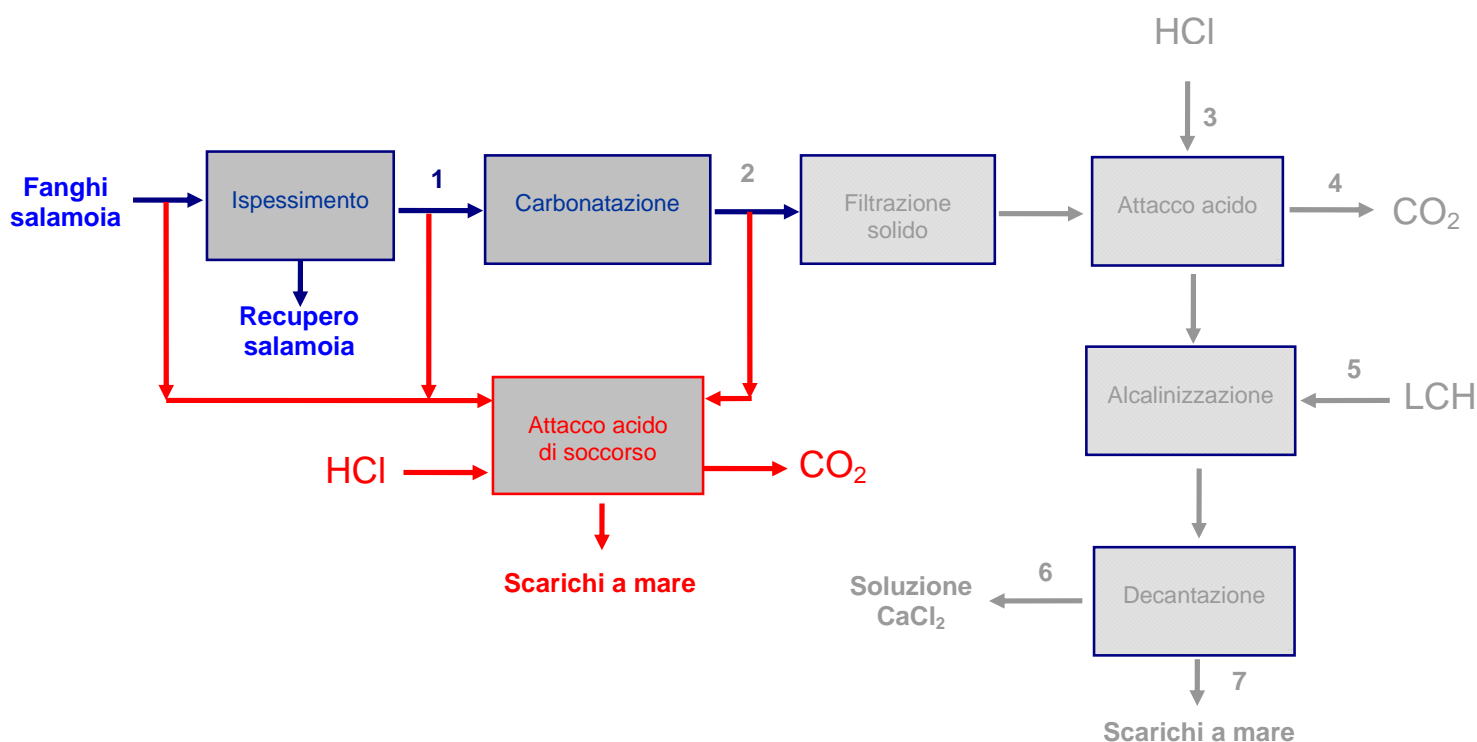 HCl
3
Fanghi
salamoia
Ispessimento
1
Carbonatazione
2
Filtrazione
solido
Attacco acido
4
CO₂
Recupero
salamoia
Alcalinizzazione
5
LCH
Attacco acido
di soccorso
HCl
CO₂
Scarichi a mare
Soluzione
CaCl₂
6
Decantazione
7
Scarichi a mare